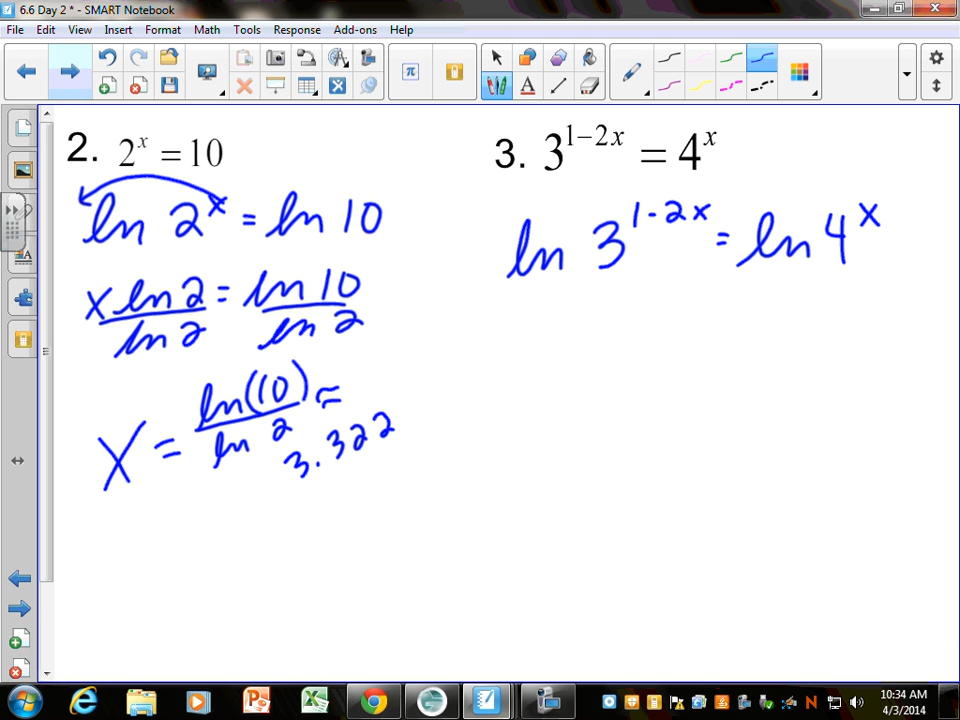 6.6 Day 2 * - SMART Notebook
File Edit View Insert Format Math Tools Response Add-ons Help
2. 2^x = 10
ln 2^x = ln 10
x ln 2 / ln 2 = ln 10 / ln 2
x = ln(10) / ln 2 ≈
3.322
3. 3^(1-2x) = 4^x
ln 3^(1-2x) = ln 4^x
10:34 AM
4/3/2014